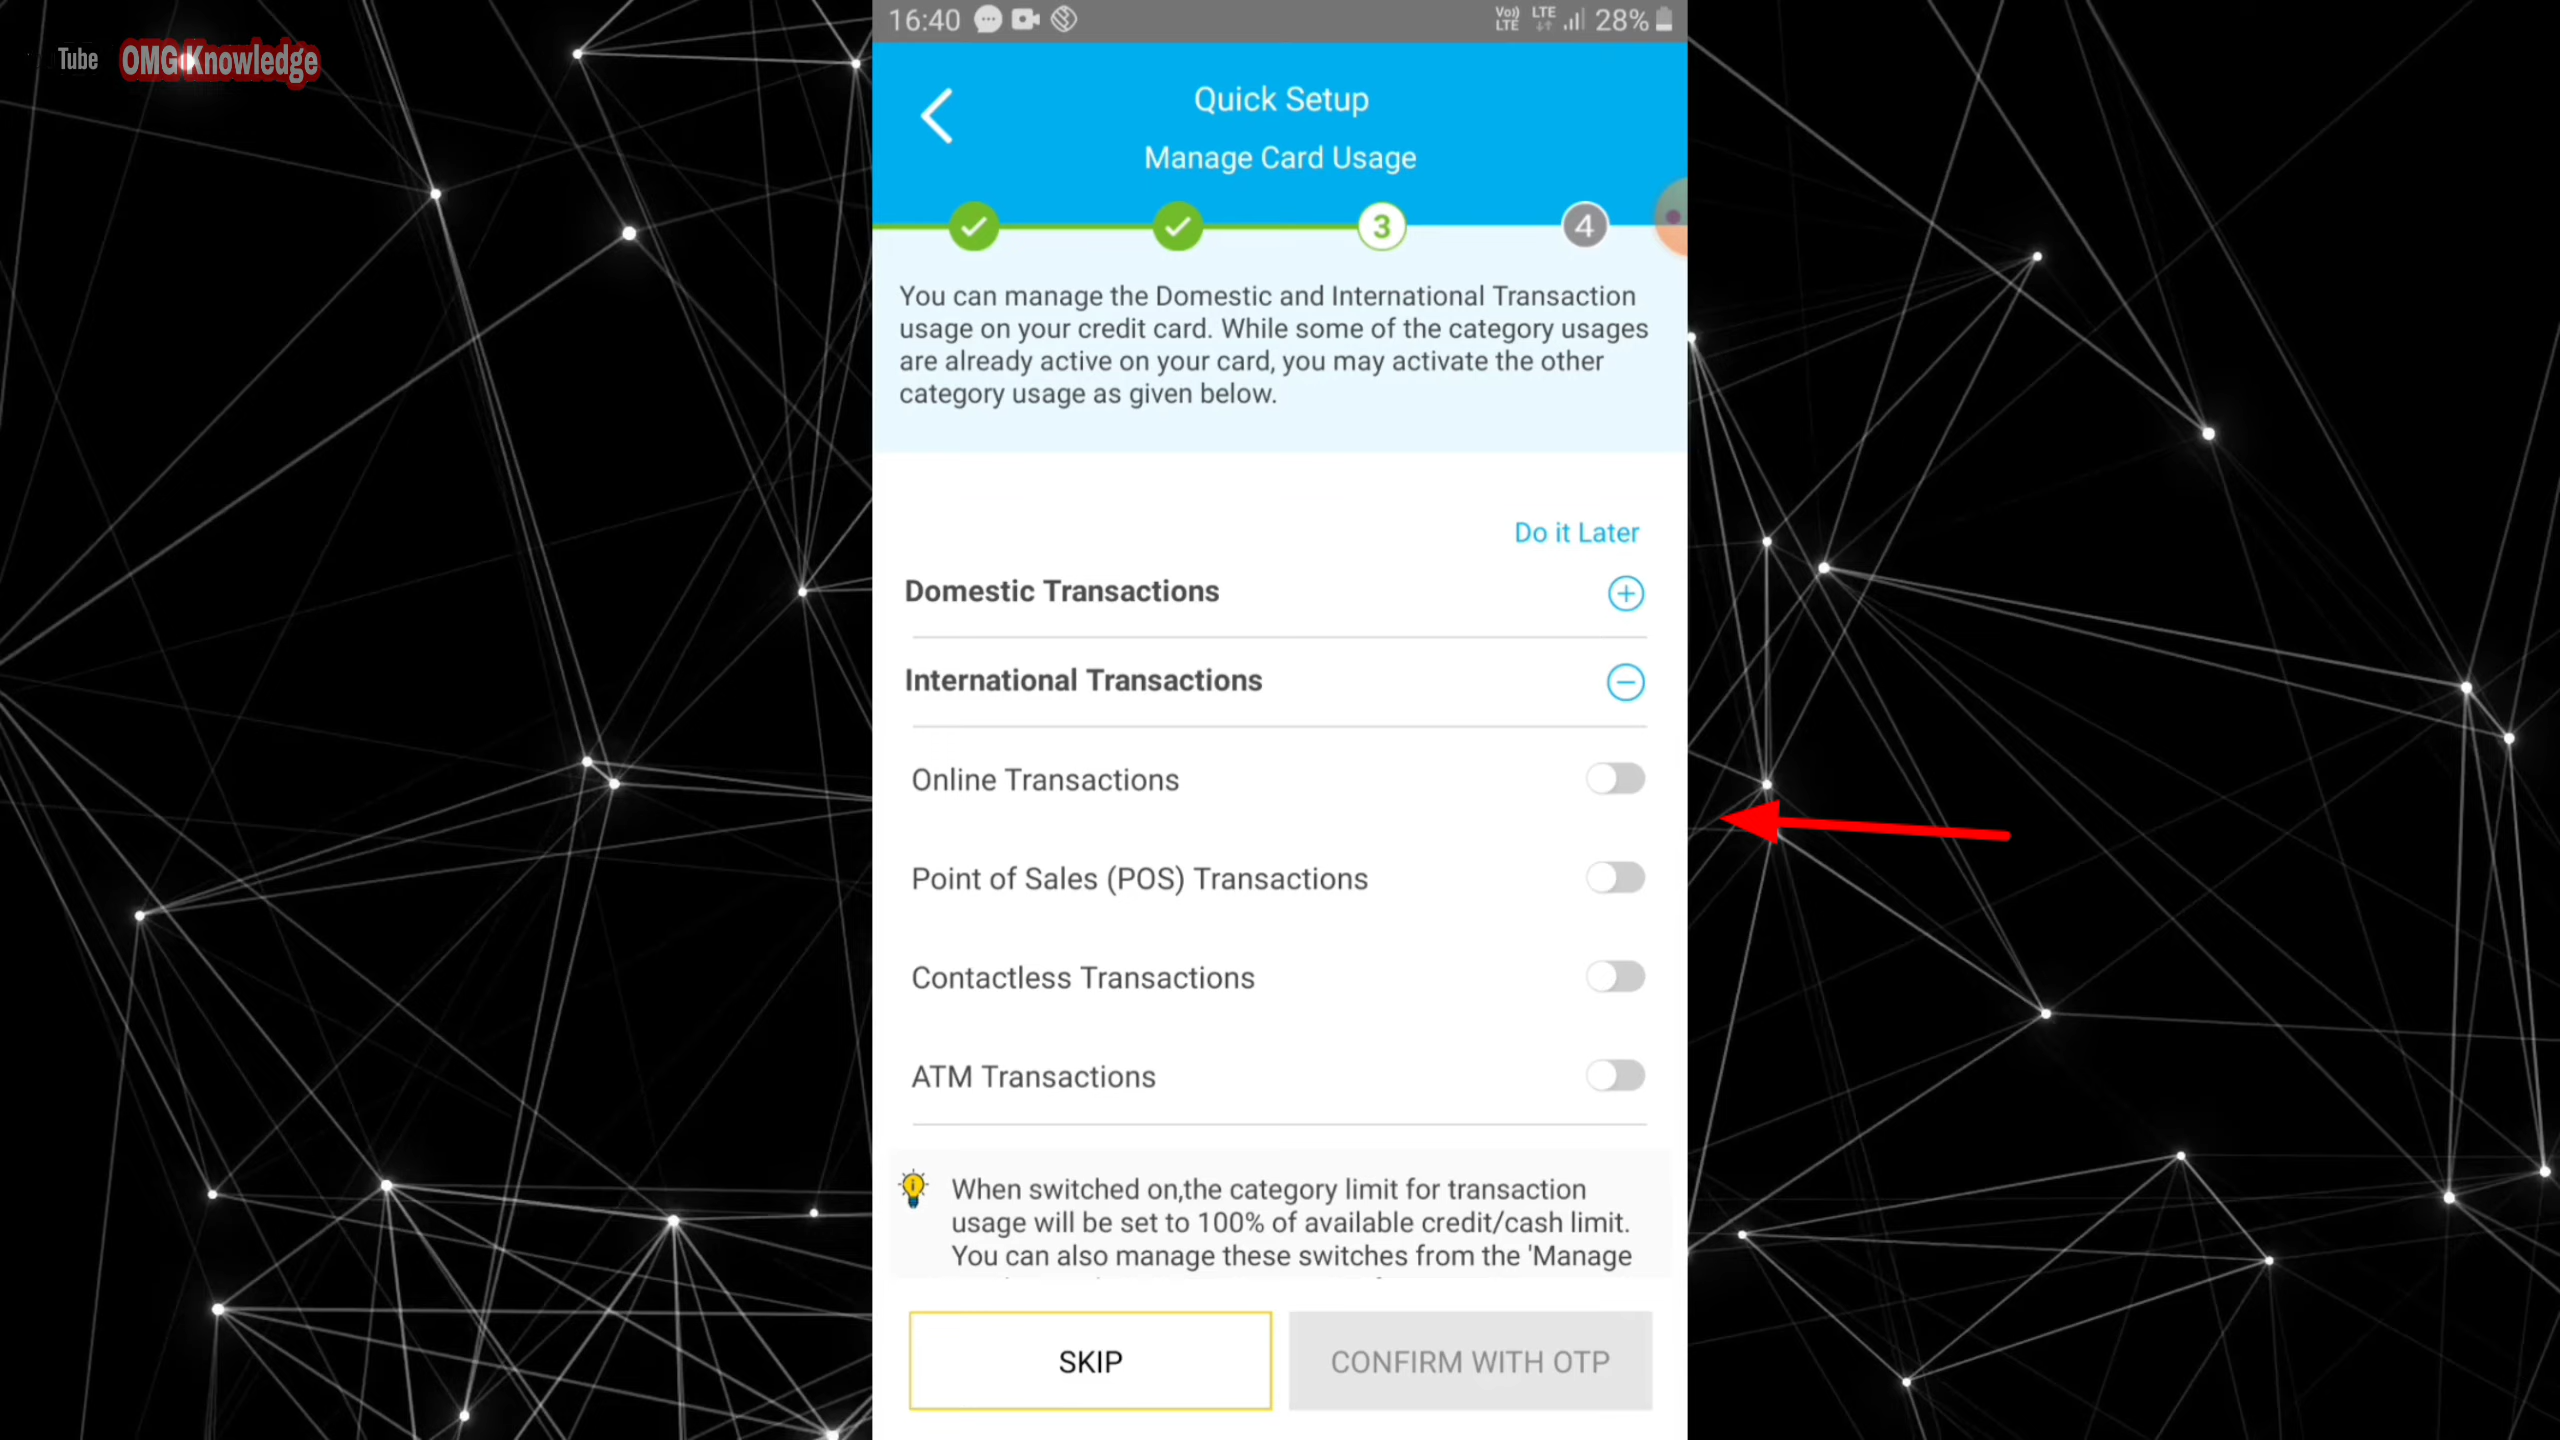 Tube OMG Knowledge
16:40 Vo)) LTE LTE 28%
Quick Setup
Manage Card Usage
3 4
You can manage the Domestic and International Transaction
usage on your credit card. While some of the category usages
are already active on your card, you may activate the other
category usage as given below.
Do it Later
Domestic Transactions
International Transactions
Online Transactions
Point of Sales (POS) Transactions
Contactless Transactions
ATM Transactions
When switched on,the category limit for transaction
usage will be set to 100% of available credit/cash limit.
You can also manage these switches from the 'Manage
SKIP CONFIRM WITH OTP